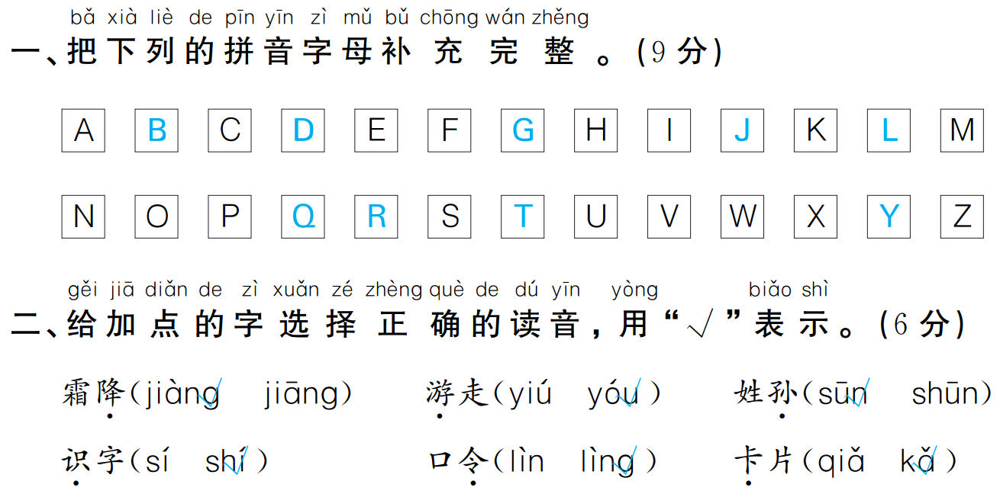 bǎ xià liè de pīn yīn zì mǔ bǔ chōng wán zhěng
一、把下列的拼音字母补充完整。(9分)
A B C D E F G H I J K L M
N O P Q R S T U V W X Y Z
gěi jiā diǎn de zì xuǎn zé zhèng què de dú yīn yòng biǎo shì
二、给加点的字选择正确的读音，用“√”表示。(6分)
霜降(jiàng√ jiāng) 游走(yiú yóu√) 姓孙(sūn√ shūn)
识字(sí shí√) 口令(lìn lìng√) 卡片(qiǎ kǎ√)